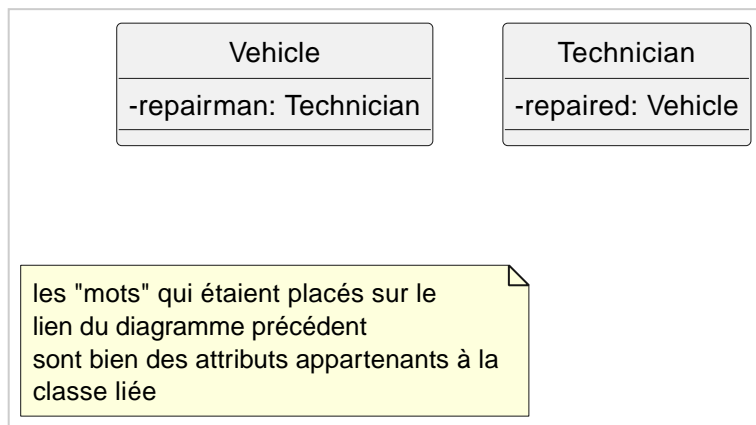 Vehicle
-repairman: Technician
Technician
-repaired: Vehicle
les "mots" qui étaient placés sur le
lien du diagramme précédent
sont bien des attributs appartenants à la
classe liée